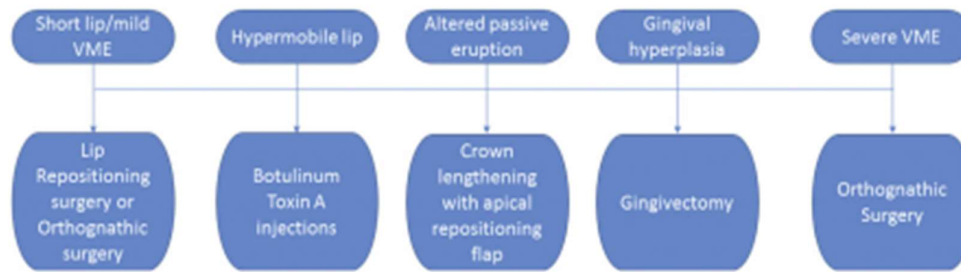 Short lip/mild
VME
Hypermobile lip
Altered passive
eruption
Gingival
hyperplasia
Severe VME
Lip
Repositioning
surgery or
Orthognathic
surgery
Botulinum
Toxin A
injections
Crown
lengthening
with apical
repositioning
flap
Gingivectomy
Orthognathic
Surgery